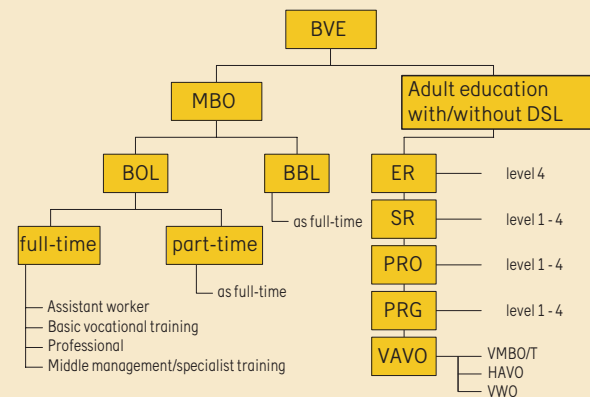 BVE
MBO
Adult education
with/without DSL
BOL
BBL
ER
level 4
as full-time
SR
level 1 - 4
full-time
part-time
PRO
level 1 - 4
as full-time
Assistant worker
Basic vocational training
Professional
Middle management/specialist training
PRG
level 1 - 4
VAVO
VMBO/T
HAVO
VWO